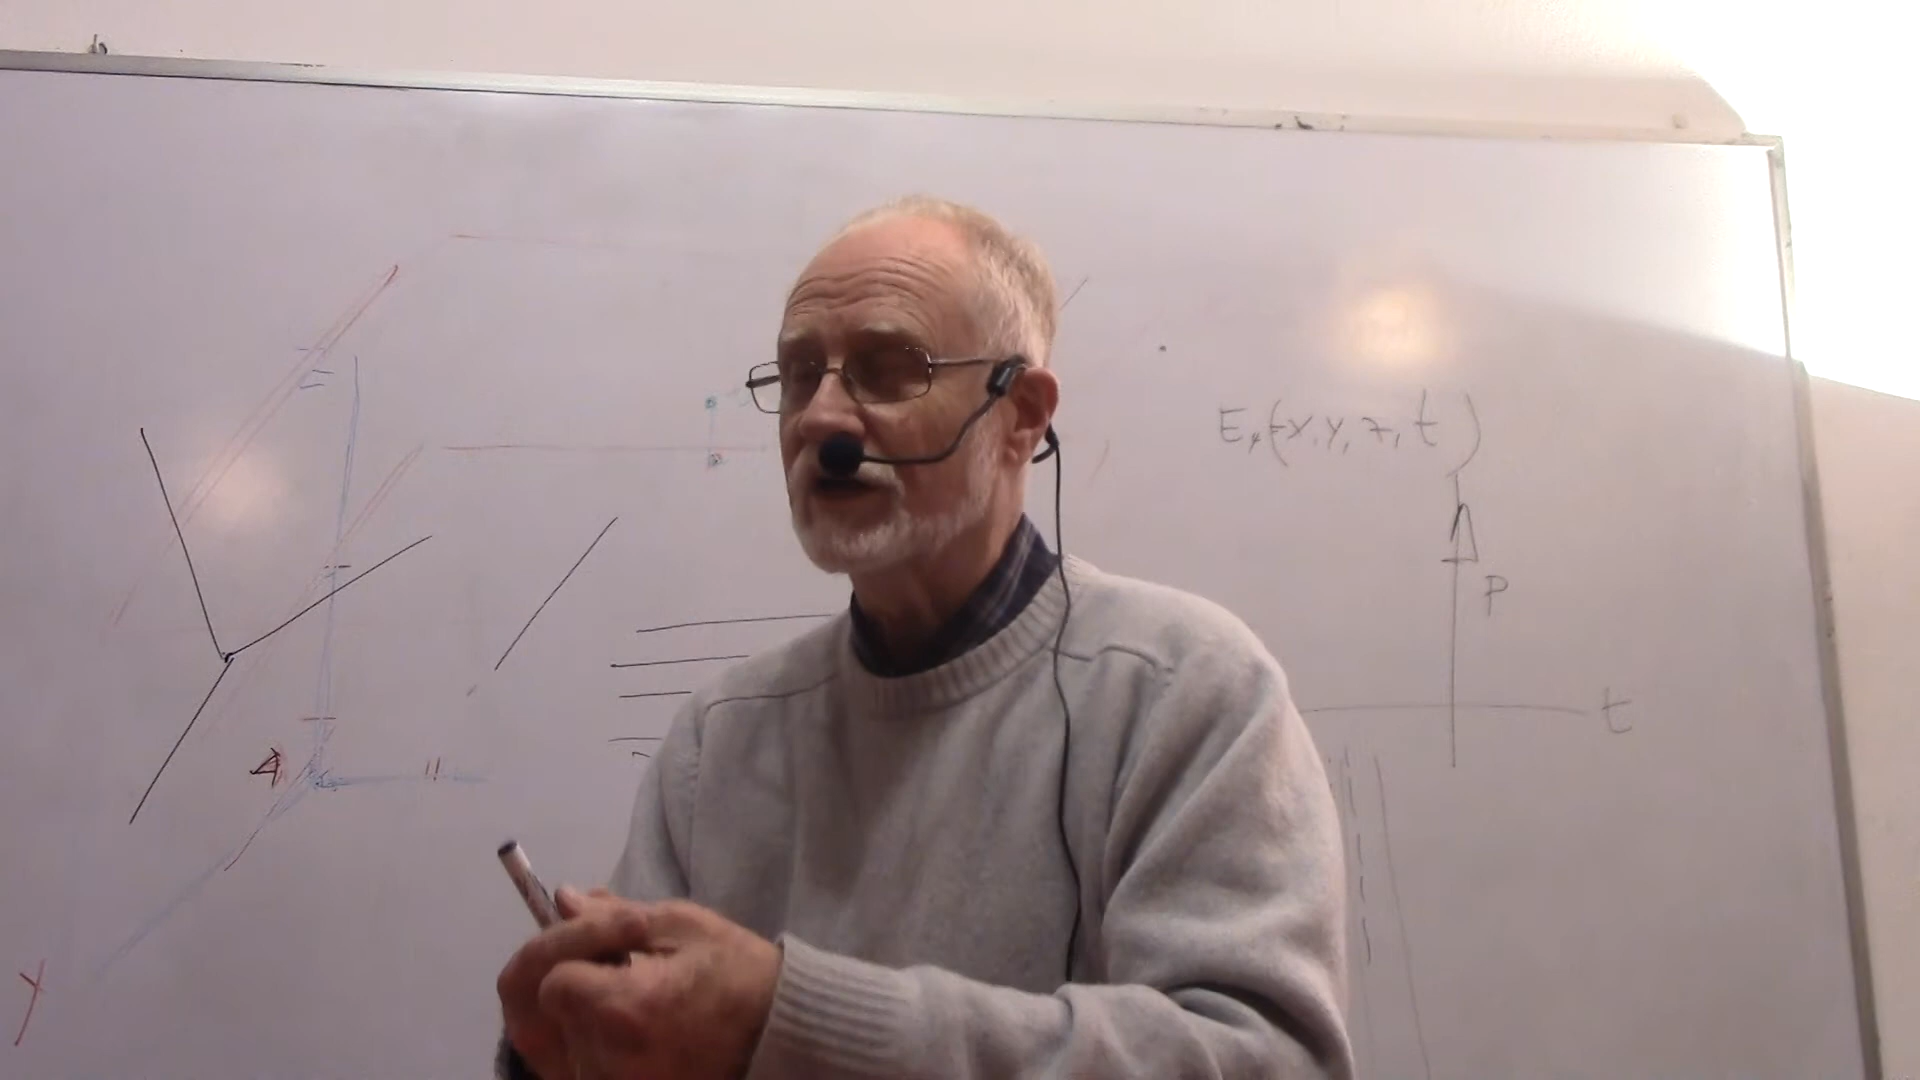 Ex(x, y, z, t)
P
t
A
y